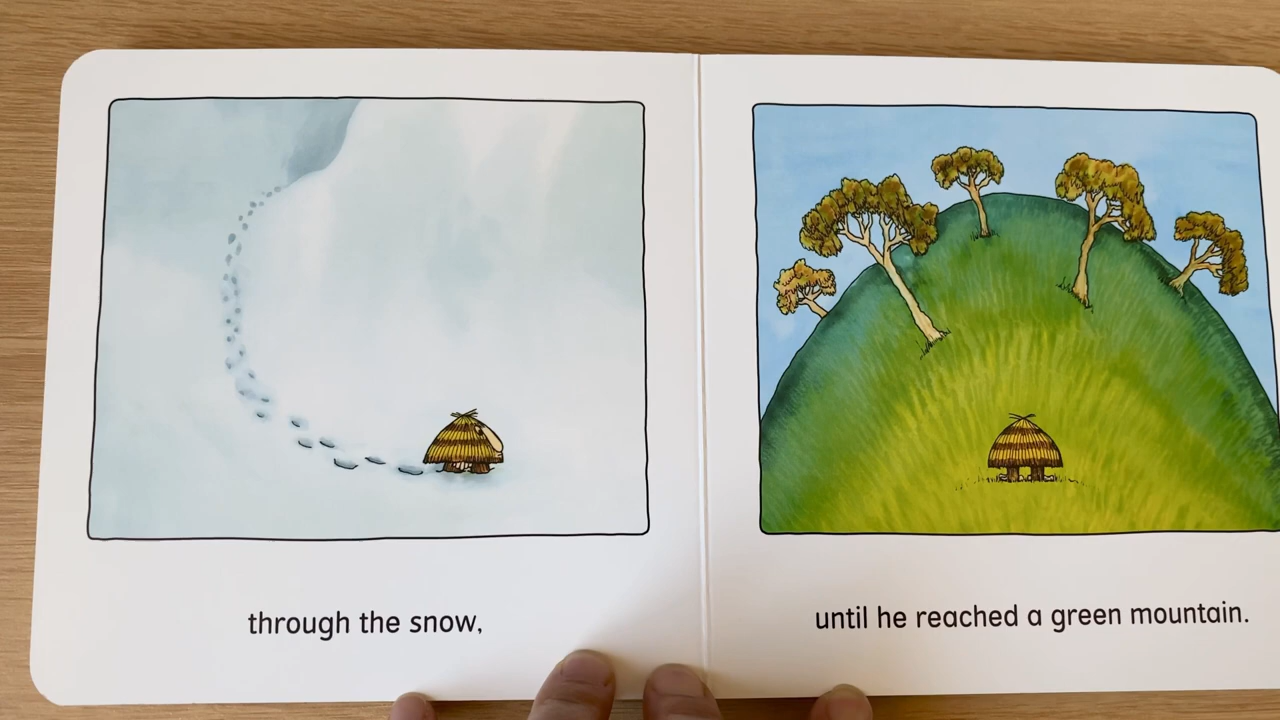 through the snow,
until he reached a green mountain.